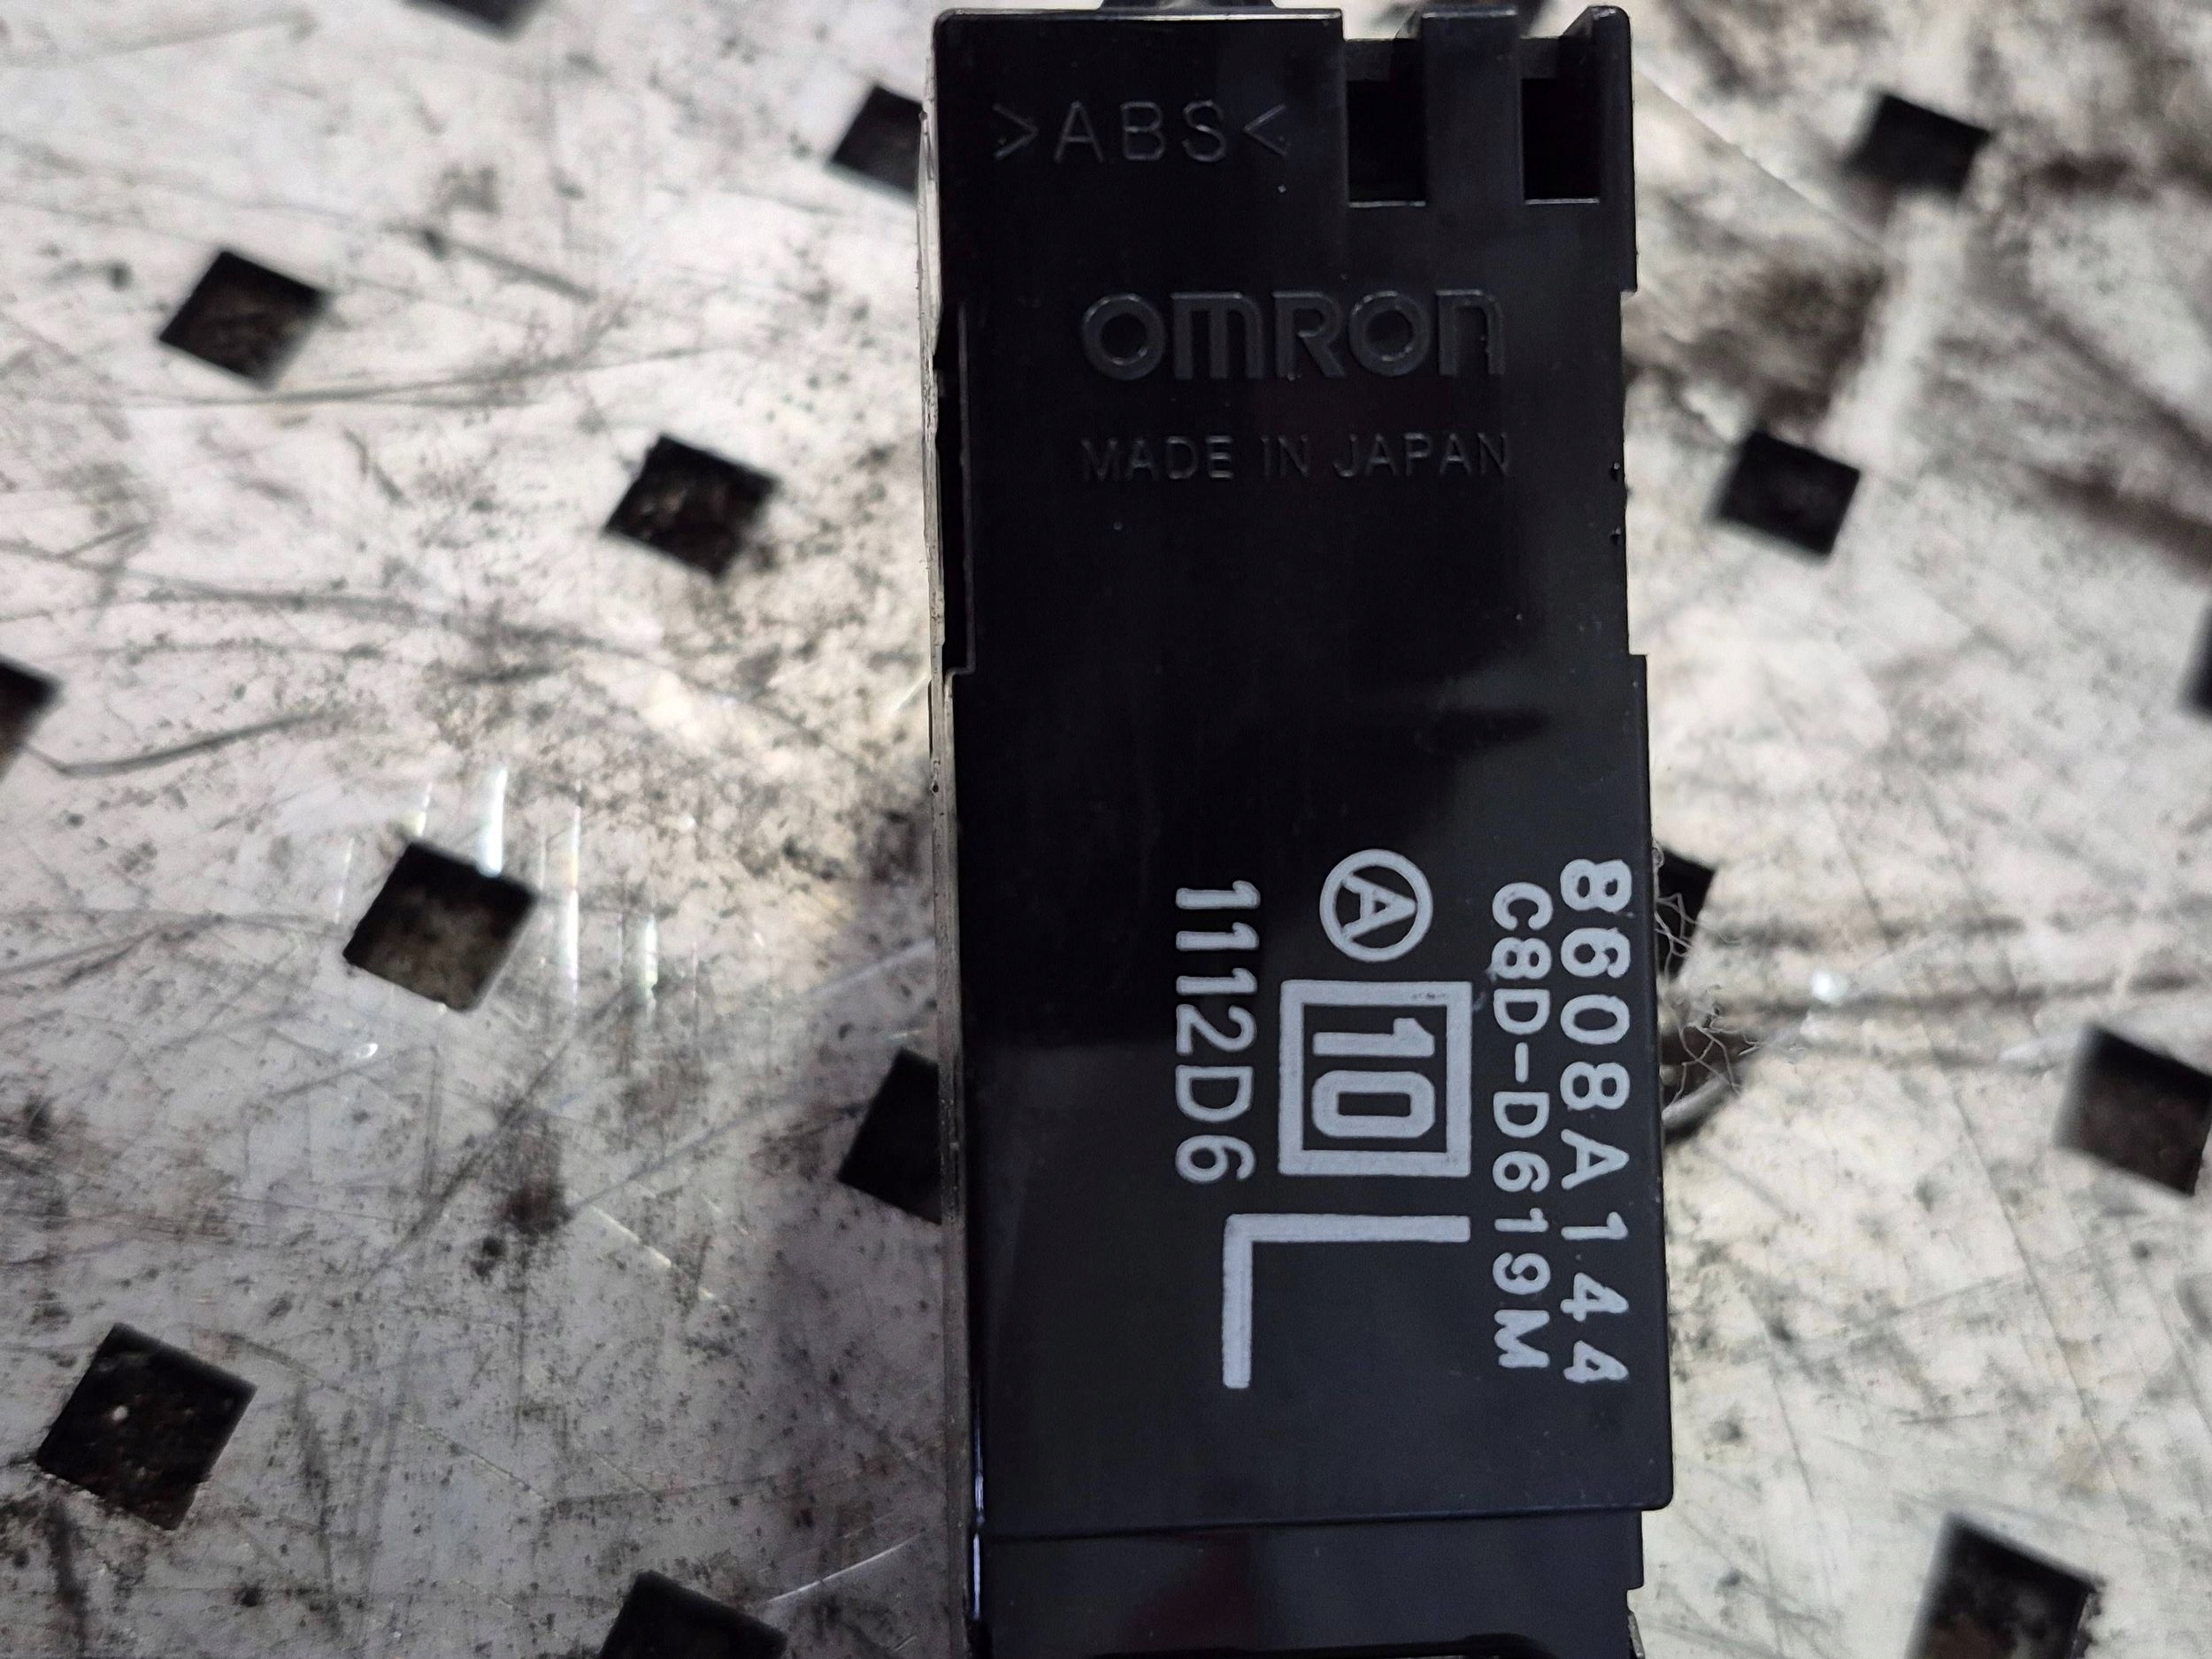 >ABS<
OMRON
MADE IN JAPAN
8608A144
C8D-D619M
A 10 L
1112D6